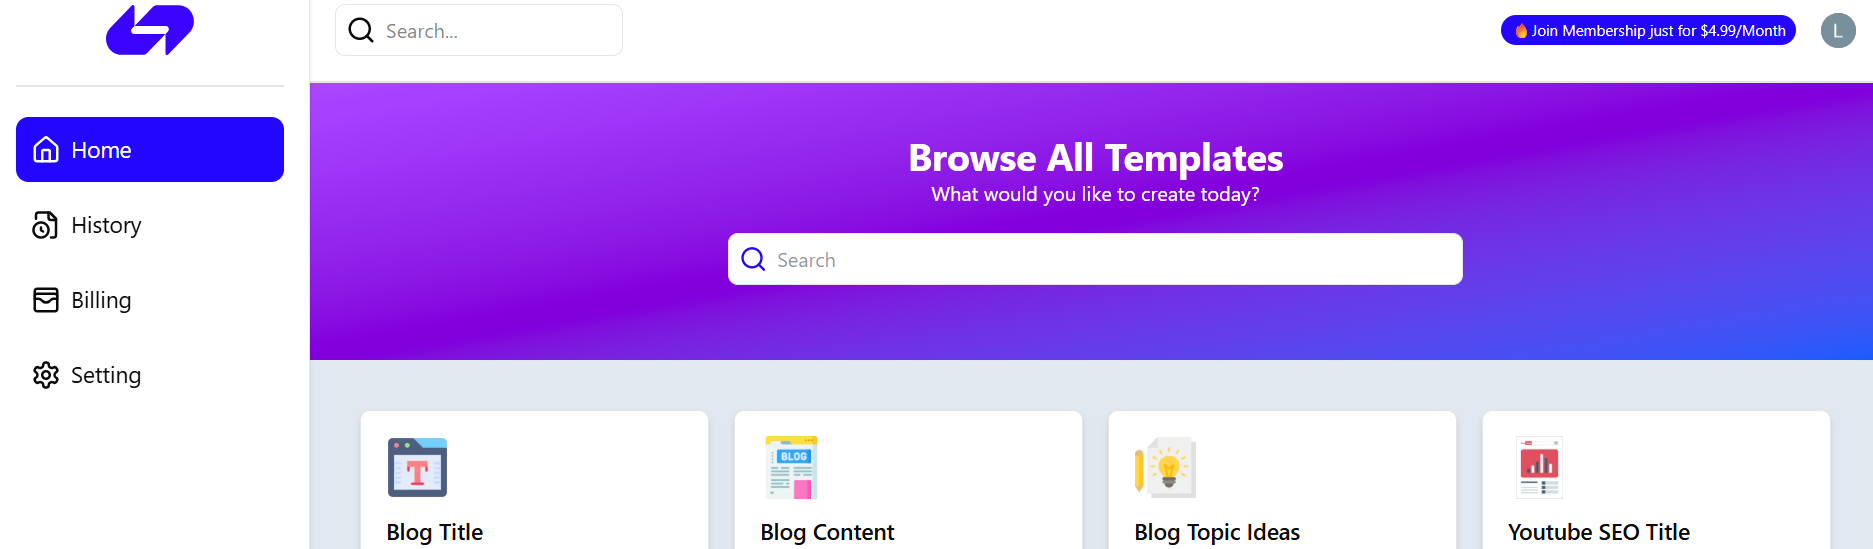 Search...
🔥Join Membership just for $4.99/Month
L
Home
History
Billing
Setting
Browse All Templates
What would you like to create today?
Search
T
BLOG
Blog Title
Blog Content
Blog Topic Ideas
Youtube SEO Title